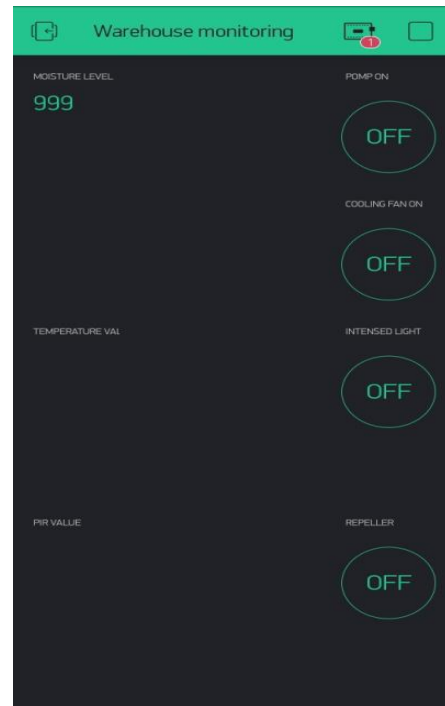 Warehouse monitoring
1
MOISTURE LEVEL
999
POMP ON
OFF
COOLING FAN ON
OFF
TEMPERATURE VAL
INTENSED LIGHT
OFF
PIR VALUE
REPELLER
OFF